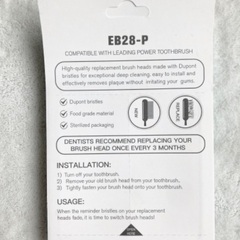 EB28-P
COMPATIBLE WITH LEADING POWER TOOTHBRUSH
High-quality replacement brush heads made with Dupont
bristles for exceptional deep cleaning. easy to install and
effectively removes plaque without irritating your gums.
Dupont bristles
Food grade material
Sterilized packaging
NEW
REPLACE
DENTISTS RECOMMEND REPLACING YOUR
BRUSH HEAD ONCE EVERY 3 MONTHS
INSTALLATION:
1) Turn off your toothbrush.
2) Remove your old brush head from your toothbrush.
3) Tightly fasten your brush head onto your toothbrush.
USAGE:
When the reminder bristles on your replacement
heads fade, it is time to switch brush heads!